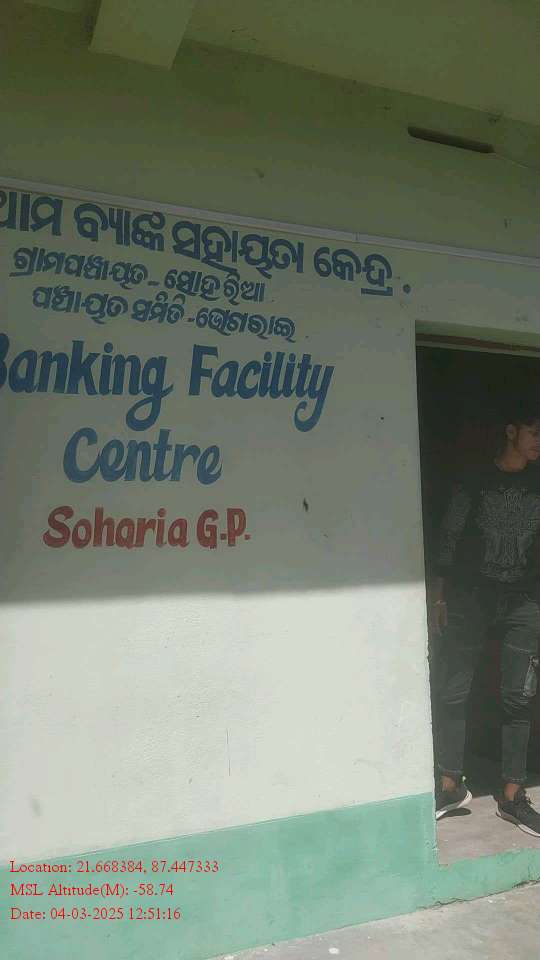 ବ୍ୟାଙ୍କ ସହାୟତା କେନ୍ଦ୍ର.
ଗ୍ରାମପଞ୍ଚାୟତ - ସୋହରିଆ
ପଞ୍ଚାୟତ ସମିତି - ଭୋଗରାଇ
Banking Facility
Centre
Soharia G.P.
Location: 21.668384, 87.447333
MSL Altitude(M): -58.74
Date: 04-03-2025 12:51:16